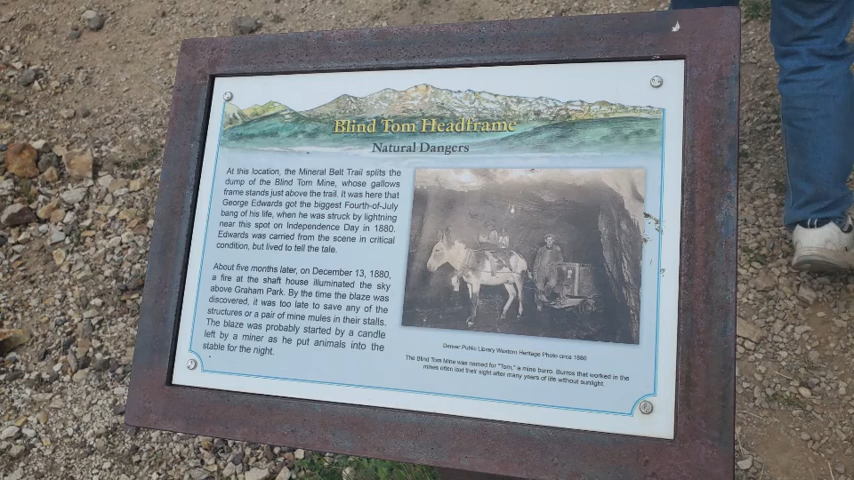 Blind Tom Headframe
Natural Dangers
At this location, the Mineral Belt Trail splits the
dump of the Blind Tom Mine, whose gallows
frame stands just above the trail. It was here that
George Edwards got the biggest Fourth-of-July
bang of his life, when he was struck by lightning
near this spot on Independence Day in 1880.
Edwards was carried from the scene in critical
condition, but lived to tell the tale.
About five months later, on December 13, 1880,
a fire at the shaft house illuminated the sky
above Graham Park. By the time the blaze was
discovered, it was too late to save any of the
structures or a pair of mine mules in their stalls.
The blaze was probably started by a candle
left by a miner as he put animals into the
stable for the night.
Denver Public Library Western Heritage Photo circa 1880
The Blind Tom Mine was named for "Tom," a mine burro. Burros that worked in the
mines often lost their sight after many years of life without sunlight.